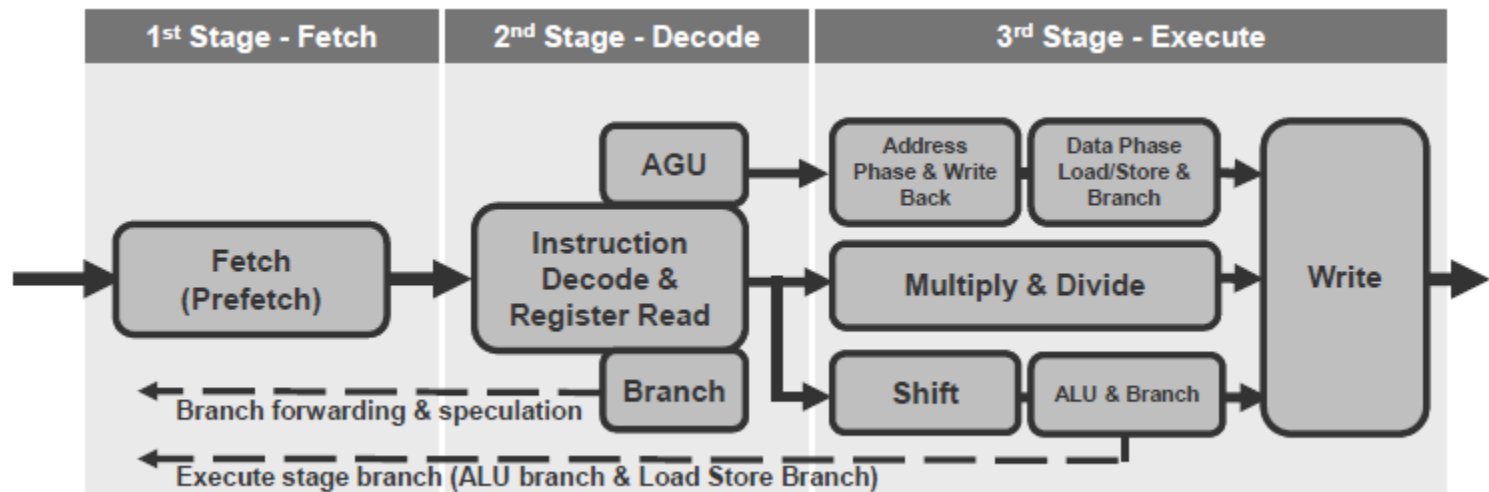 1st Stage - Fetch
2nd Stage - Decode
3rd Stage - Execute
Fetch
(Prefetch)
AGU
Instruction
Decode &
Register Read
Branch
Address
Phase & Write
Back
Data Phase
Load/Store &
Branch
Multiply & Divide
Shift
ALU & Branch
Write
Branch forwarding & speculation
Execute stage branch (ALU branch & Load Store Branch)